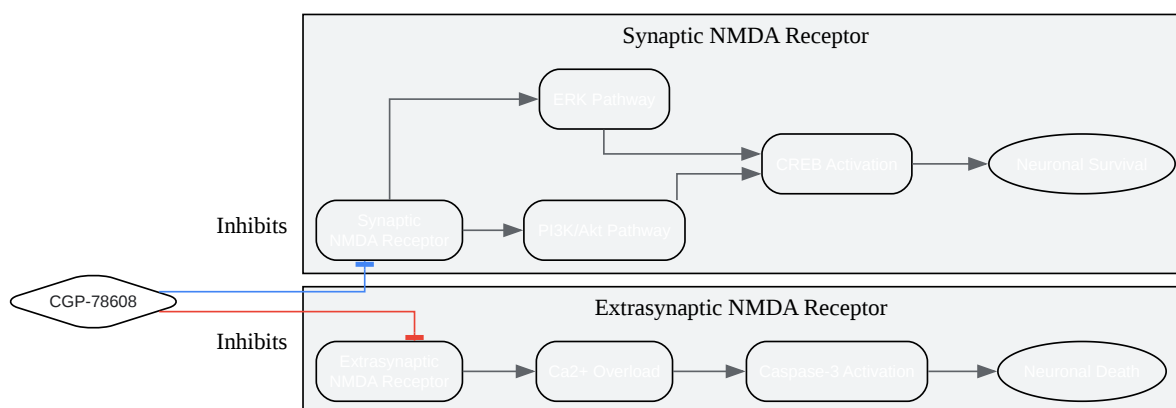 Synaptic NMDA Receptor
ERK Pathway
CREB Activation
Neuronal Survival
Inhibits
Synaptic
NMDA Receptor
PI3K/Akt Pathway
CGP-78608
Extrasynaptic NMDA Receptor
Inhibits
Extrasynaptic
NMDA Receptor
Ca2+ Overload
Caspase-3 Activation
Neuronal Death